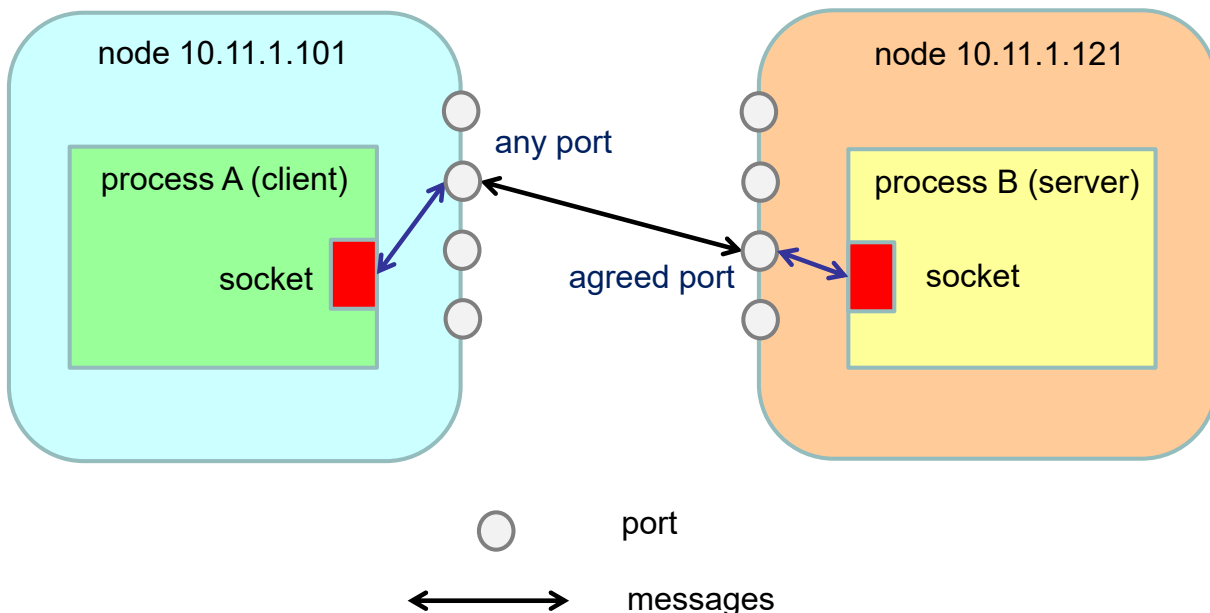 node 10.11.1.101
node 10.11.1.121
any port
process A (client)
process B (server)
socket
agreed port
socket
port
messages